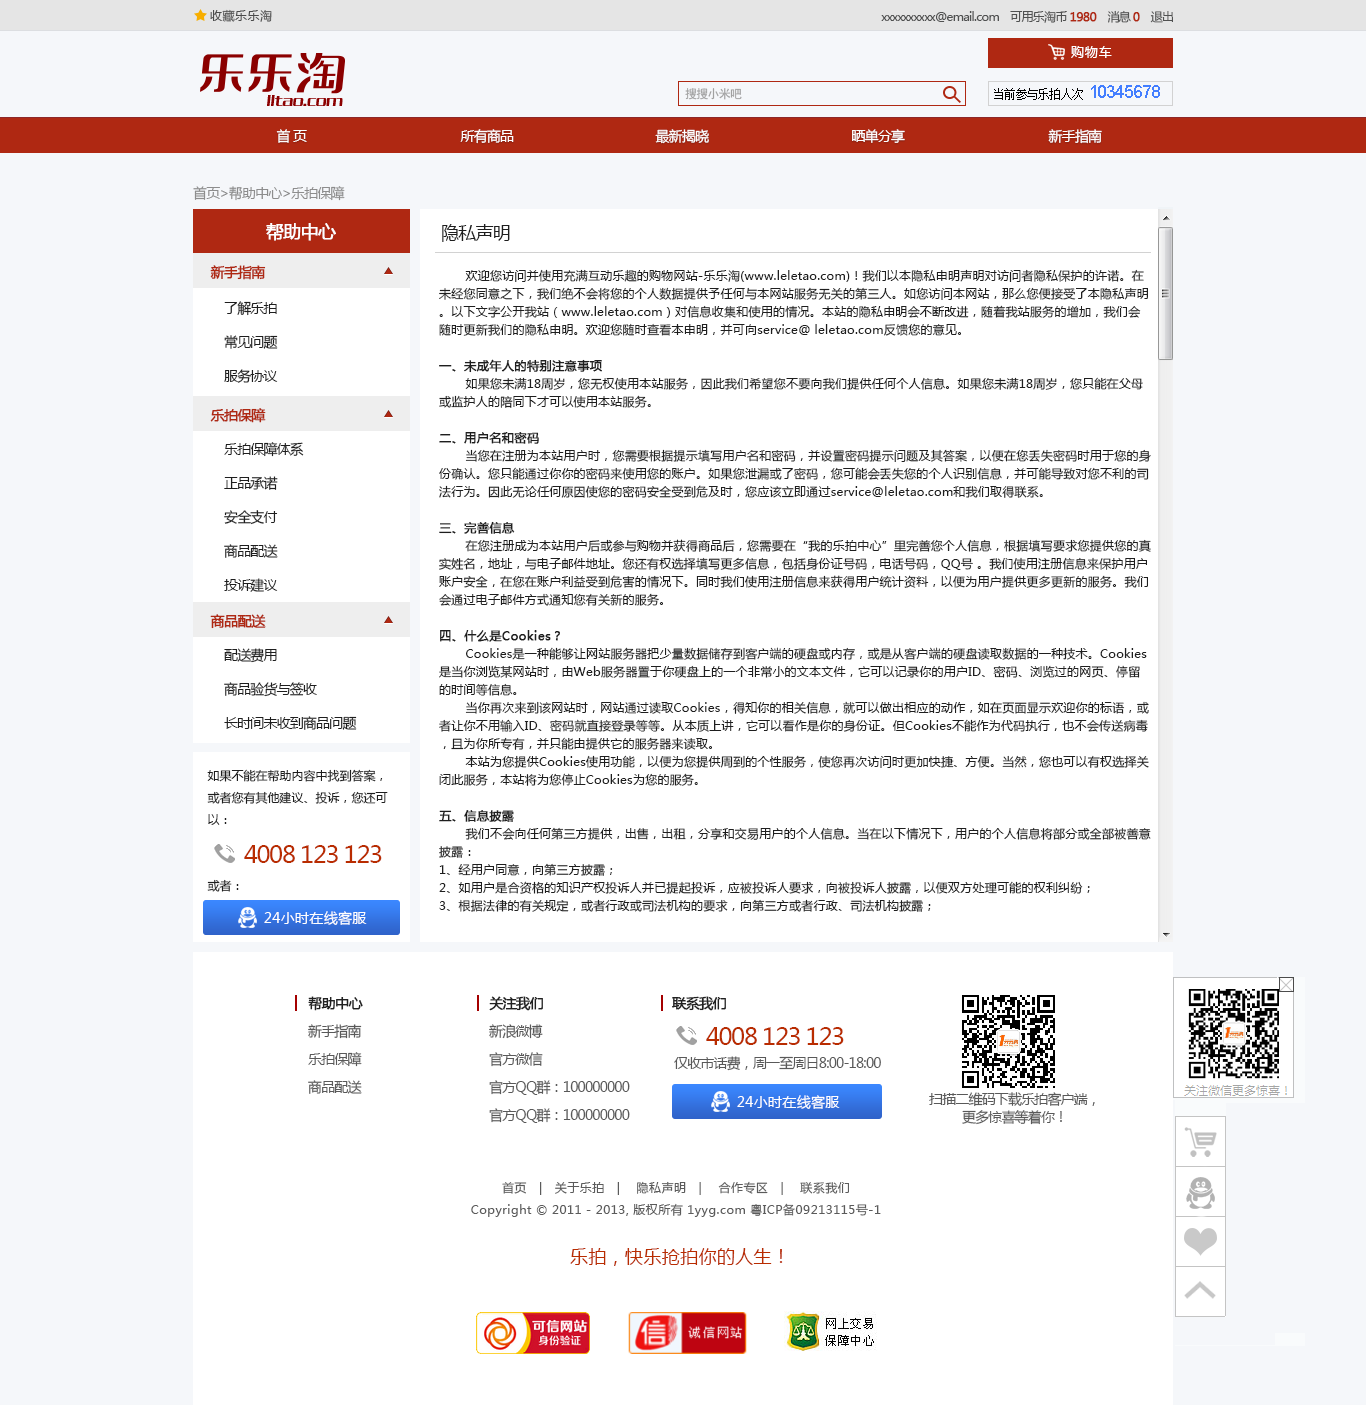 收藏乐乐淘
xxxxxxxxxx@email.com 可用乐淘币 1980 消息 0 退出
乐乐淘
lltao.com
购物车
搜搜小米吧
当前参与乐拍人次 10345678
首 页 所有商品 最新揭晓 晒单分享 新手指南
首页>帮助中心>乐拍保障
帮助中心
新手指南
了解乐拍
常见问题
服务协议
乐拍保障
乐拍保障体系
正品承诺
安全支付
商品配送
投诉建议
商品配送
配送费用
商品验货与签收
长时间未收到商品问题
如果不能在帮助内容中找到答案，
或者您有其他建议、投诉，您还可
以：
4008 123 123
或者：
24小时在线客服
隐私声明
欢迎您访问并使用充满互动乐趣的购物网站-乐乐淘(www.leletao.com)！我们以本隐私申明声明对访问者隐私保护的许诺。在
未经您同意之下，我们绝不会将您的个人数据提供予任何与本网站服务无关的第三人。如您访问本网站，那么您便接受了本隐私声明
。以下文字公开我站（www.leletao.com）对信息收集和使用的情况。本站的隐私申明会不断改进，随着我站服务的增加，我们会
随时更新我们的隐私申明。欢迎您随时查看本申明，并可向service@ leletao.com反馈您的意见。
一、未成年人的特别注意事项
如果您未满18周岁，您无权使用本站服务，因此我们希望您不要向我们提供任何个人信息。如果您未满18周岁，您只能在父母
或监护人的陪同下才可以使用本站服务。
二、用户名和密码
当您在注册为本站用户时，您需要根据提示填写用户名和密码，并设置密码提示问题及其答案，以便在您丢失密码时用于您的身
份确认。您只能通过你你的密码来使用您的账户。如果您泄漏或了密码，您可能会丢失您的个人识别信息，并可能导致对您不利的司
法行为。因此无论任何原因使您的密码安全受到危及时，您应该立即通过service@leletao.com和我们取得联系。
三、完善信息
在您注册成为本站用户后或参与购物并获得商品后，您需要在“我的乐拍中心”里完善您个人信息，根据填写要求您提供您的真
实姓名，地址，与电子邮件地址。您还有权选择填写更多信息，包括身份证号码，电话号码，QQ号 。我们使用注册信息来保护用户
账户安全，在您在账户利益受到危害的情况下。同时我们使用注册信息来获得用户统计资料，以便为用户提供更多更新的服务。我们
会通过电子邮件方式通知您有关新的服务。
四、什么是Cookies？
Cookies是一种能够让网站服务器把少量数据储存到客户端的硬盘或内存，或是从客户端的硬盘读取数据的一种技术。Cookies
是当你浏览某网站时，由Web服务器置于你硬盘上的一个非常小的文本文件，它可以记录你的用户ID、密码、浏览过的网页、停留
的时间等信息。
当你再次来到该网站时，网站通过读取Cookies，得知你的相关信息，就可以做出相应的动作，如在页面显示欢迎你的标语，或
者让你不用输入ID、密码就直接登录等等。从本质上讲，它可以看作是你的身份证。但Cookies不能作为代码执行，也不会传送病毒
，且为你所专有，并只能由提供它的服务器来读取。
本站为您提供Cookies使用功能，以便为您提供周到的个性服务，使您再次访问时更加快捷、方便。当然，您也可以有权选择关
闭此服务，本站将为您停止Cookies为您的服务。
五、信息披露
我们不会向任何第三方提供，出售，出租，分享和交易用户的个人信息。当在以下情况下，用户的个人信息将部分或全部被善意
披露：
1、经用户同意，向第三方披露；
2、如用户是合资格的知识产权投诉人并已提起投诉，应被投诉人要求，向被投诉人披露，以便双方处理可能的权利纠纷；
3、根据法律的有关规定，或者行政或司法机构的要求，向第三方或者行政、司法机构披露；
帮助中心
新手指南
乐拍保障
商品配送
关注我们
新浪微博
官方微信
官方QQ群：100000000
官方QQ群：100000000
联系我们
4008 123 123
仅收市话费，周一至周日8:00-18:00
24小时在线客服
扫描二维码下载乐拍客户端，
更多惊喜等着你！
关注微信更多惊喜！
首页 | 关于乐拍 | 隐私声明 | 合作专区 | 联系我们
Copyright © 2011 - 2013, 版权所有 1yyg.com 粤ICP备09213115号-1
乐拍，快乐抢拍你的人生！
可信网站
身份验证
信 诚信网站
网上交易
保障中心